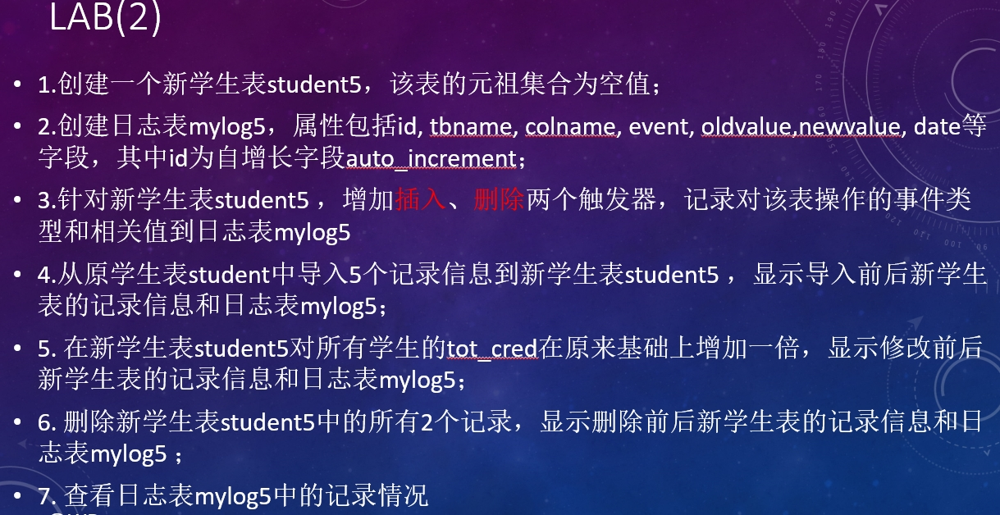 LAB(2)
• 1.创建一个新学生表student5，该表的元祖集合为空值；
• 2.创建日志表mylog5，属性包括id, tbname, colname, event, oldvalue,newvalue, date等
字段，其中id为自增长字段auto_increment；
• 3.针对新学生表student5 ，增加插入、删除两个触发器，记录对该表操作的事件类
型和相关值到日志表mylog5
• 4.从原学生表student中导入5个记录信息到新学生表student5 ，显示导入前后新学生
表的记录信息和日志表mylog5；
• 5. 在新学生表student5对所有学生的tot_cred在原来基础上增加一倍，显示修改前后
新学生表的记录信息和日志表mylog5；
• 6. 删除新学生表student5中的所有2个记录，显示删除前后新学生表的记录信息和日
志表mylog5 ；
• 7. 查看日志表mylog5中的记录情况